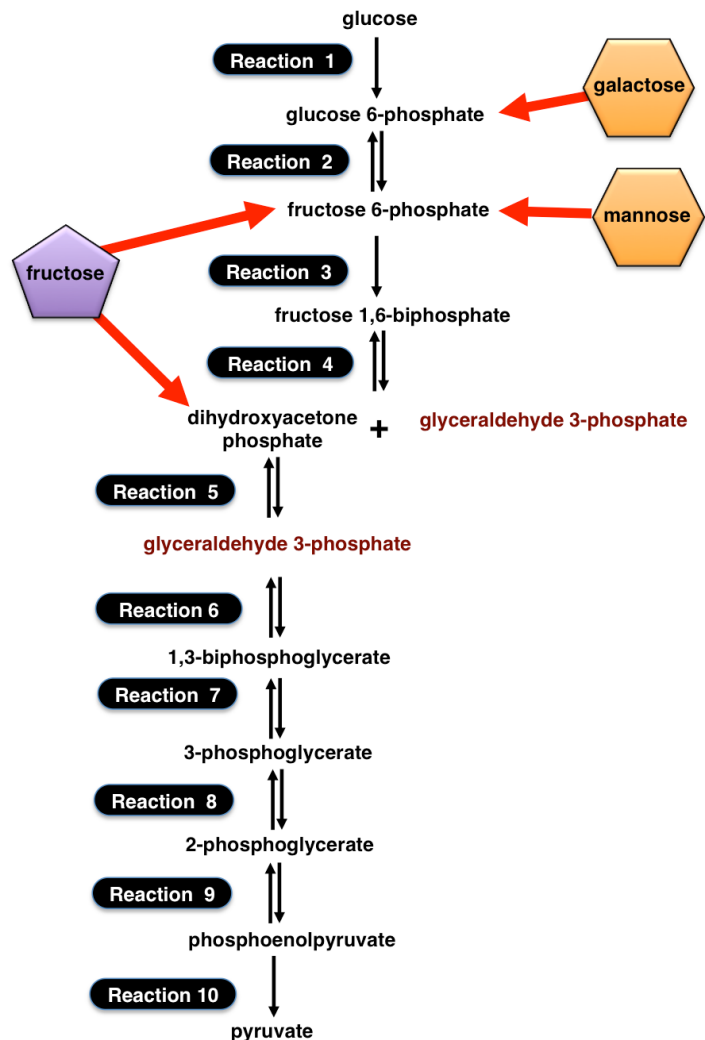 glucose
Reaction 1
galactose
glucose 6-phosphate
Reaction 2
fructose 6-phosphate
mannose
fructose
Reaction 3
fructose 1,6-biphosphate
Reaction 4
dihydroxyacetone
phosphate
+
glyceraldehyde 3-phosphate
Reaction 5
glyceraldehyde 3-phosphate
Reaction 6
1,3-biphosphoglycerate
Reaction 7
3-phosphoglycerate
Reaction 8
2-phosphoglycerate
Reaction 9
phosphoenolpyruvate
Reaction 10
pyruvate